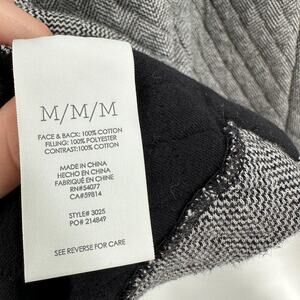 M/M/M
FACE & BACK: 100% COTTON
FILLING: 100% POLYESTER
CONTRAST: 100% COTTON
MADE IN CHINA
HECHO EN CHINA
FABRIQUÉ EN CHINE
RN#54077
CA#59814
STYLE# 3025
PO# 214849
SEE REVERSE FOR CARE